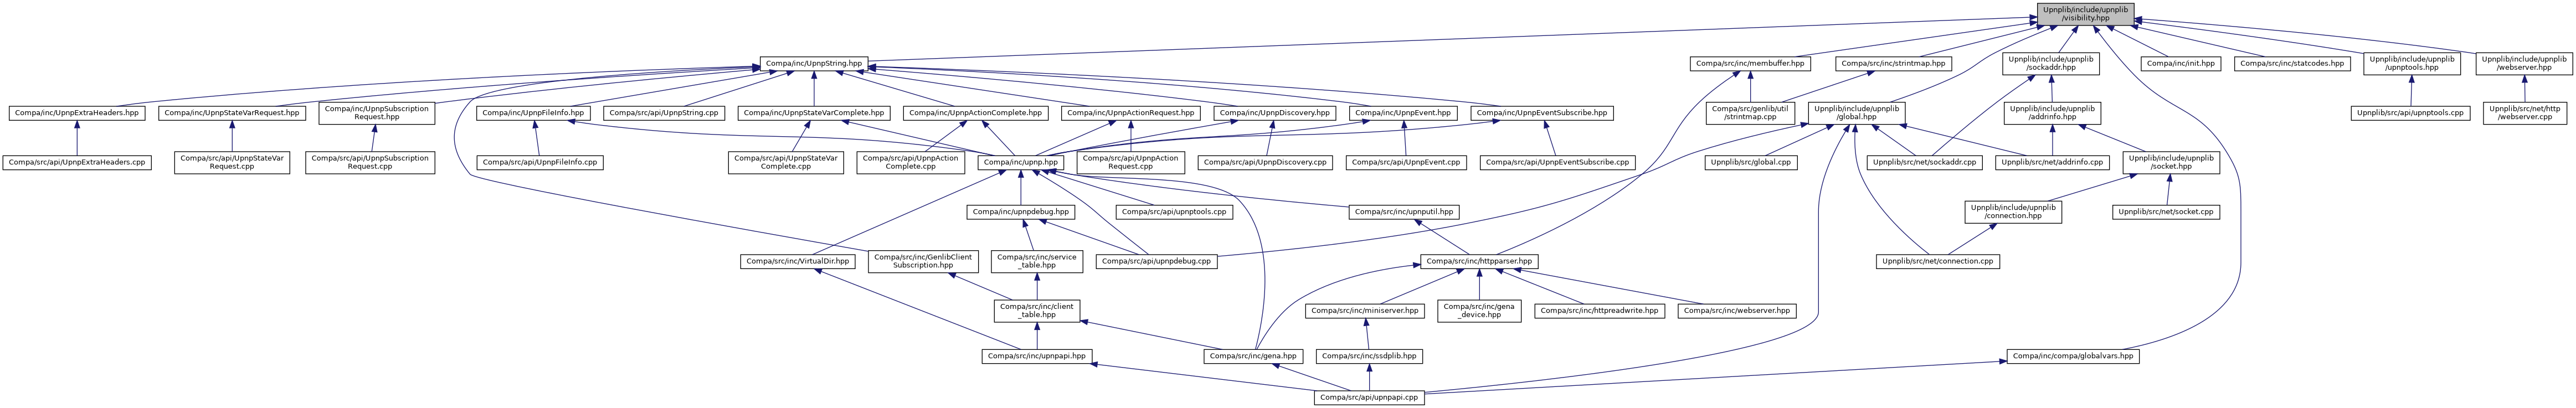 Upnplib/include/upnplib
/visibility.hpp
Compa/inc/UpnpString.hpp
Compa/src/inc/membuffer.hpp
Compa/src/inc/strintmap.hpp
Upnplib/include/upnplib
/sockaddr.hpp
Compa/inc/init.hpp
Compa/src/inc/statcodes.hpp
Upnplib/include/upnplib
/upnptools.hpp
Upnplib/include/upnplib
/webserver.hpp
Compa/inc/UpnpExtraHeaders.hpp
Compa/inc/UpnpStateVarRequest.hpp
Compa/inc/UpnpSubscription
Request.hpp
Compa/inc/UpnpFileInfo.hpp
Compa/src/api/UpnpString.cpp
Compa/inc/UpnpStateVarComplete.hpp
Compa/inc/UpnpActionComplete.hpp
Compa/inc/UpnpActionRequest.hpp
Compa/inc/UpnpDiscovery.hpp
Compa/inc/UpnpEvent.hpp
Compa/inc/UpnpEventSubscribe.hpp
Compa/src/genlib/util
/strintmap.cpp
Upnplib/include/upnplib
/global.hpp
Upnplib/include/upnplib
/addrinfo.hpp
Upnplib/src/api/upnptools.cpp
Upnplib/src/net/http
/webserver.cpp
Compa/src/api/UpnpExtraHeaders.cpp
Compa/src/api/UpnpStateVar
Request.cpp
Compa/src/api/UpnpSubscription
Request.cpp
Compa/src/api/UpnpFileInfo.cpp
Compa/src/api/UpnpStateVar
Complete.cpp
Compa/src/api/UpnpAction
Complete.cpp
Compa/inc/upnp.hpp
Compa/src/api/UpnpAction
Request.cpp
Compa/src/api/UpnpDiscovery.cpp
Compa/src/api/UpnpEvent.cpp
Compa/src/api/UpnpEventSubscribe.cpp
Upnplib/src/global.cpp
Upnplib/src/net/sockaddr.cpp
Upnplib/src/net/addrinfo.cpp
Upnplib/include/upnplib
/socket.hpp
Compa/inc/upnpdebug.hpp
Compa/src/api/upnptools.cpp
Compa/src/inc/upnputil.hpp
Upnplib/include/upnplib
/connection.hpp
Upnplib/src/net/socket.cpp
Compa/src/inc/VirtualDir.hpp
Compa/src/inc/GenlibClient
Subscription.hpp
Compa/src/inc/service
_table.hpp
Compa/src/api/upnpdebug.cpp
Compa/src/inc/httpparser.hpp
Upnplib/src/net/connection.cpp
Compa/src/inc/client
_table.hpp
Compa/src/inc/miniserver.hpp
Compa/src/inc/gena
_device.hpp
Compa/src/inc/httpreadwrite.hpp
Compa/src/inc/webserver.hpp
Compa/src/inc/upnpapi.hpp
Compa/src/inc/gena.hpp
Compa/src/inc/ssdplib.hpp
Compa/inc/compa/globalvars.hpp
Compa/src/api/upnpapi.cpp